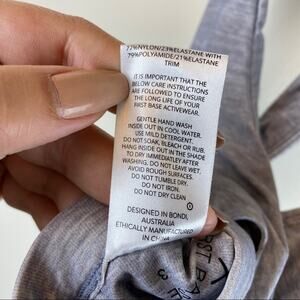 77%NYLON/23%ELASTANE WITH
79%POLYAMIDE/21%ELASTANE
TRIM
IT IS IMPORTANT THAT THE
BELOW CARE INSTRUCTIONS
ARE FOLLOWED TO ENSURE
THE LONG LIFE OF YOUR
FIRST BASE ACTIVEWEAR.
GENTLE HAND WASH
INSIDE OUT IN COOL WATER.
USE MILD DETERGENT.
DO NOT SOAK, BLEACH OR RUB.
HANG INSIDE OUT IN THE SHADE
TO DRY IMMEDIATLEY AFTER
WASHING. DO NOT LEAVE WET.
AVOID ROUGH SURFACES.
DO NOT TUMBLE DRY.
DO NOT IRON.
DO NOT DRY CLEAN
DESIGNED IN BONDI,
AUSTRALIA
ETHICALLY MANUFACTURED
IN CHINA
3